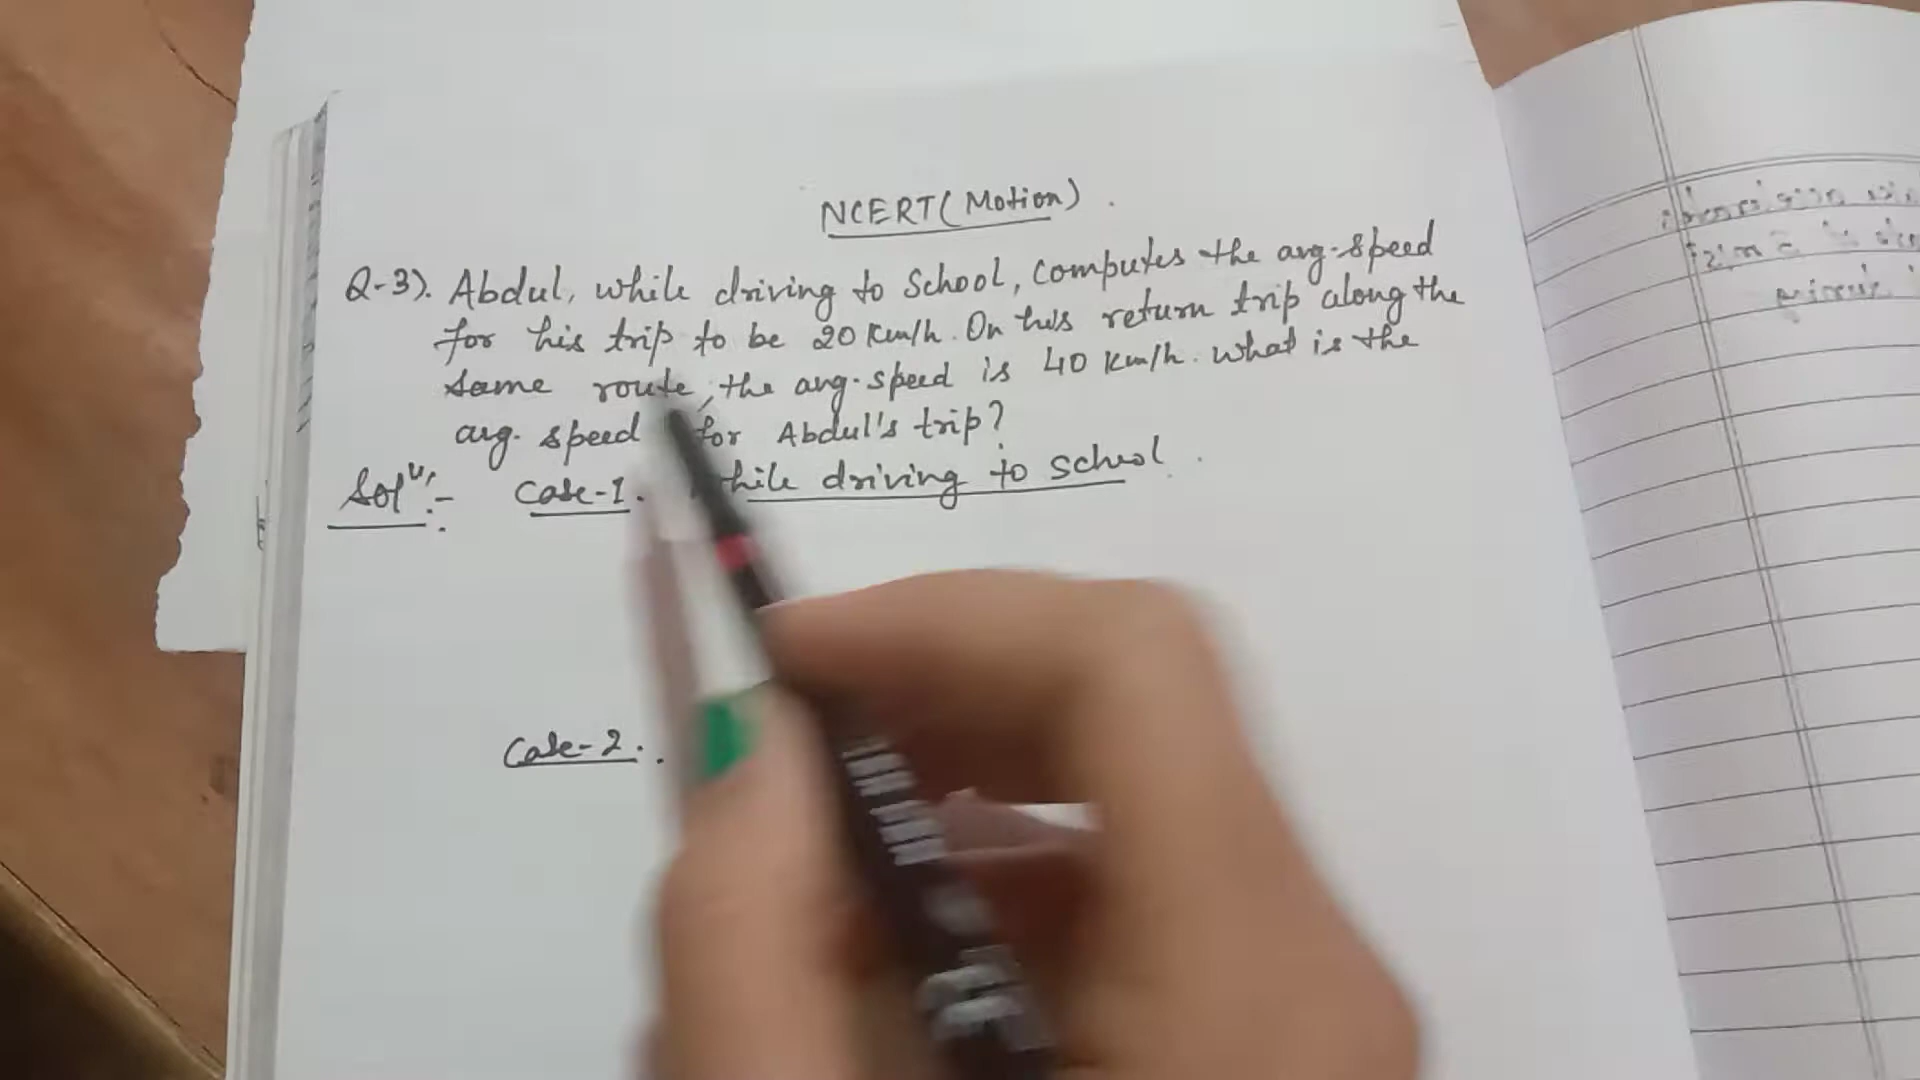 NCERT (Motion).
Q-3). Abdul, while driving to School, computes the avg. speed
for his trip to be 20 Km/h. On his return trip along the
same route, the avg. speed is 40 Km/h. What is the
avg. speed for Abdul's trip?
Solⁿ:- Case-1. While driving to school.
Case-2.